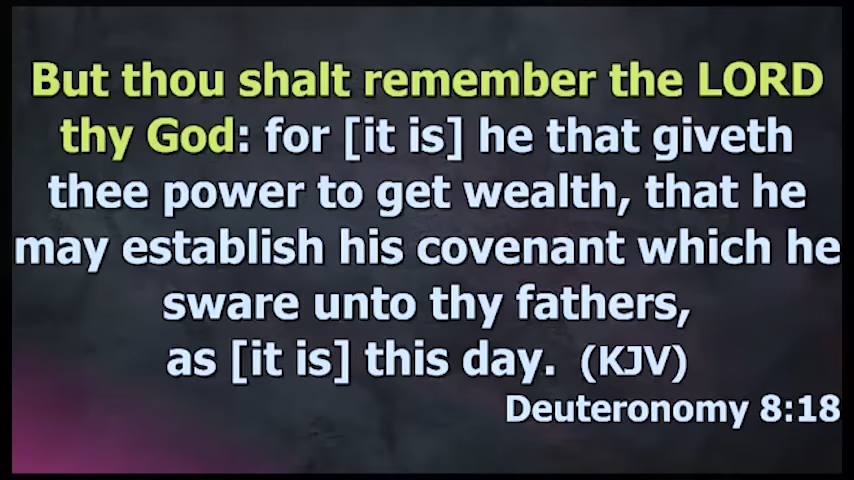 But thou shalt remember the LORD
thy God: for [it is] he that giveth
thee power to get wealth, that he
may establish his covenant which he
sware unto thy fathers,
as [it is] this day. (KJV)
Deuteronomy 8:18